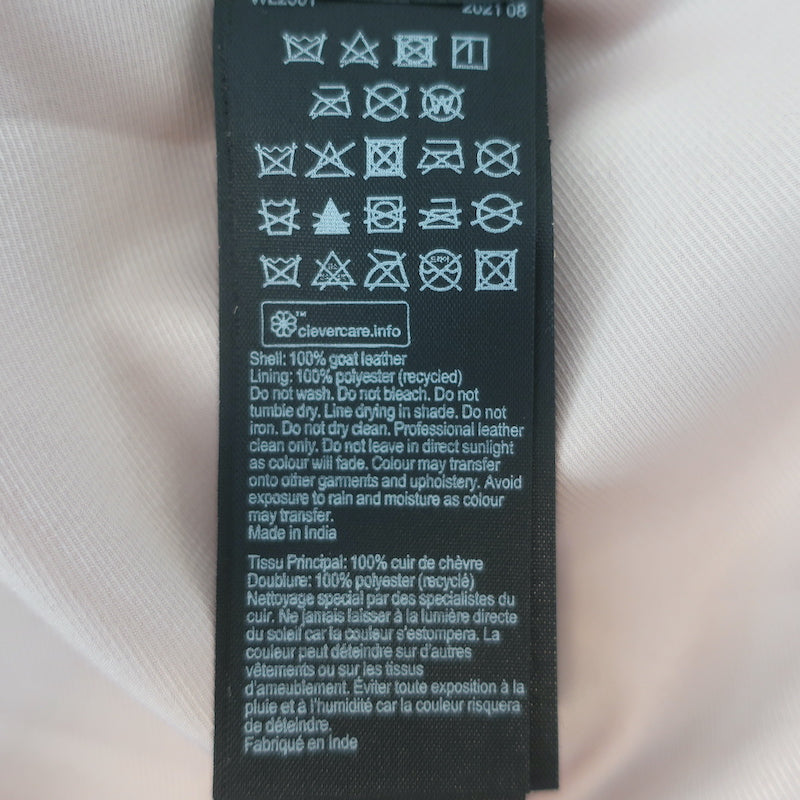 2021 08
W
드라이
™
clevercare.info
Shell: 100% goat leather
Lining: 100% polyester (recycled)
Do not wash. Do not bleach. Do not
tumble dry. Line drying in shade. Do not
iron. Do not dry clean. Professional leather
clean only. Do not leave in direct sunlight
as colour will fade. Colour may transfer
onto other garments and upholstery. Avoid
exposure to rain and moisture as colour
may transfer.
Made in India
Tissu Principal: 100% cuir de chèvre
Doublure: 100% polyester (recyclé)
Nettoyage special par des specialistes du
cuir. Ne jamais laisser à la lumière directe
du soleil car la couleur s'estompera. La
couleur peut déteindre sur d'autres
vêtements ou sur les tissus
d'ameublement. Éviter toute exposition à la
pluie et à l'humidité car la couleur risquera
de déteindre.
Fabriqué en Inde